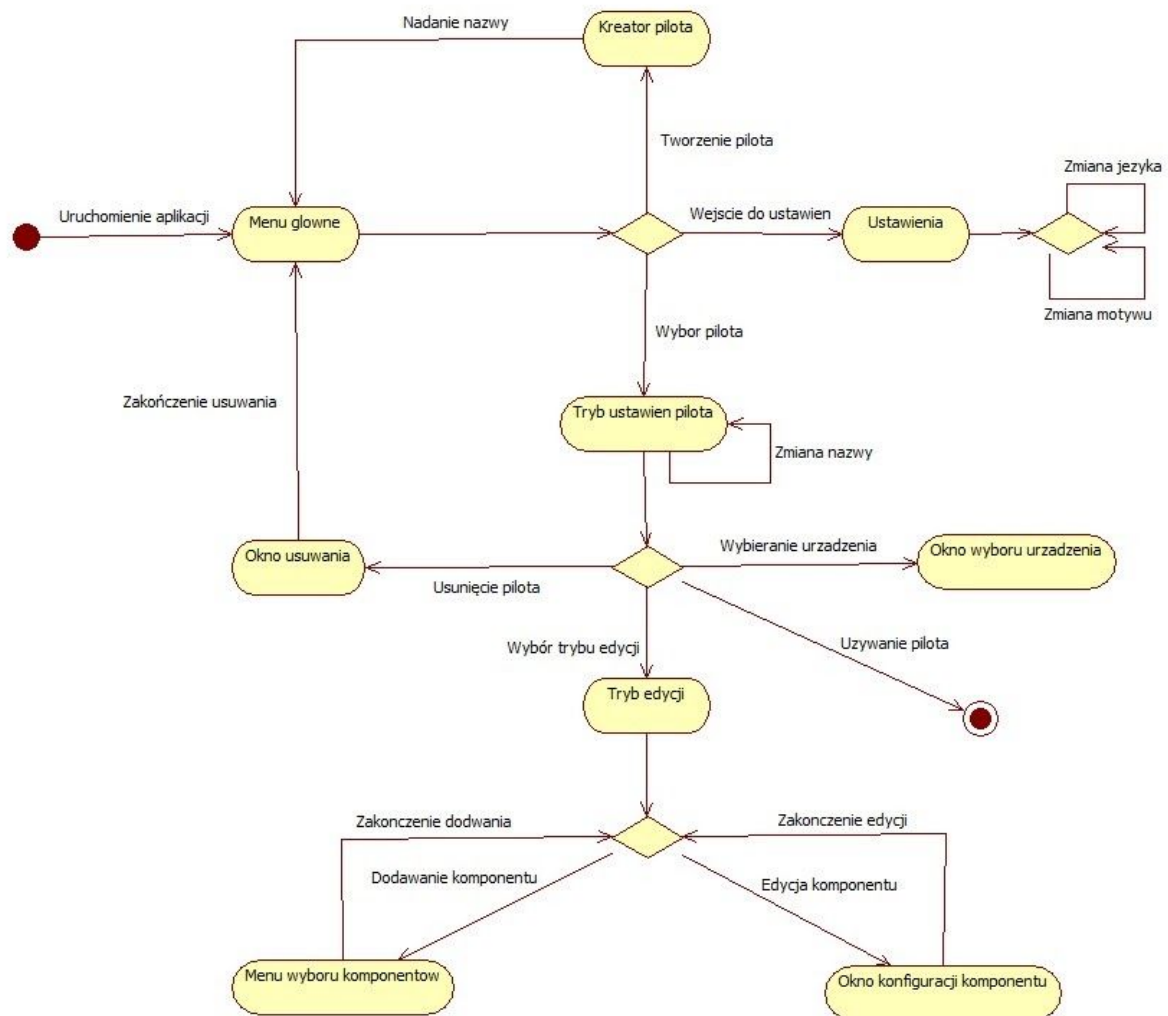 Nadanie nazwy
Kreator pilota
Tworzenie pilota
Zmiana jezyka
Uruchomienie aplikacji
Menu glowne
Wejscie do ustawien
Ustawienia
Zmiana motywu
Wybor pilota
Zakończenie usuwania
Tryb ustawien pilota
Zmiana nazwy
Okno usuwania
Wybieranie urzadzenia
Okno wyboru urzadzenia
Usunięcie pilota
Wybór trybu edycji
Uzywanie pilota
Tryb edycji
Zakonczenie dodwania
Zakonczenie edycji
Dodawanie komponentu
Edycja komponentu
Menu wyboru komponentow
Okno konfiguracji komponentu